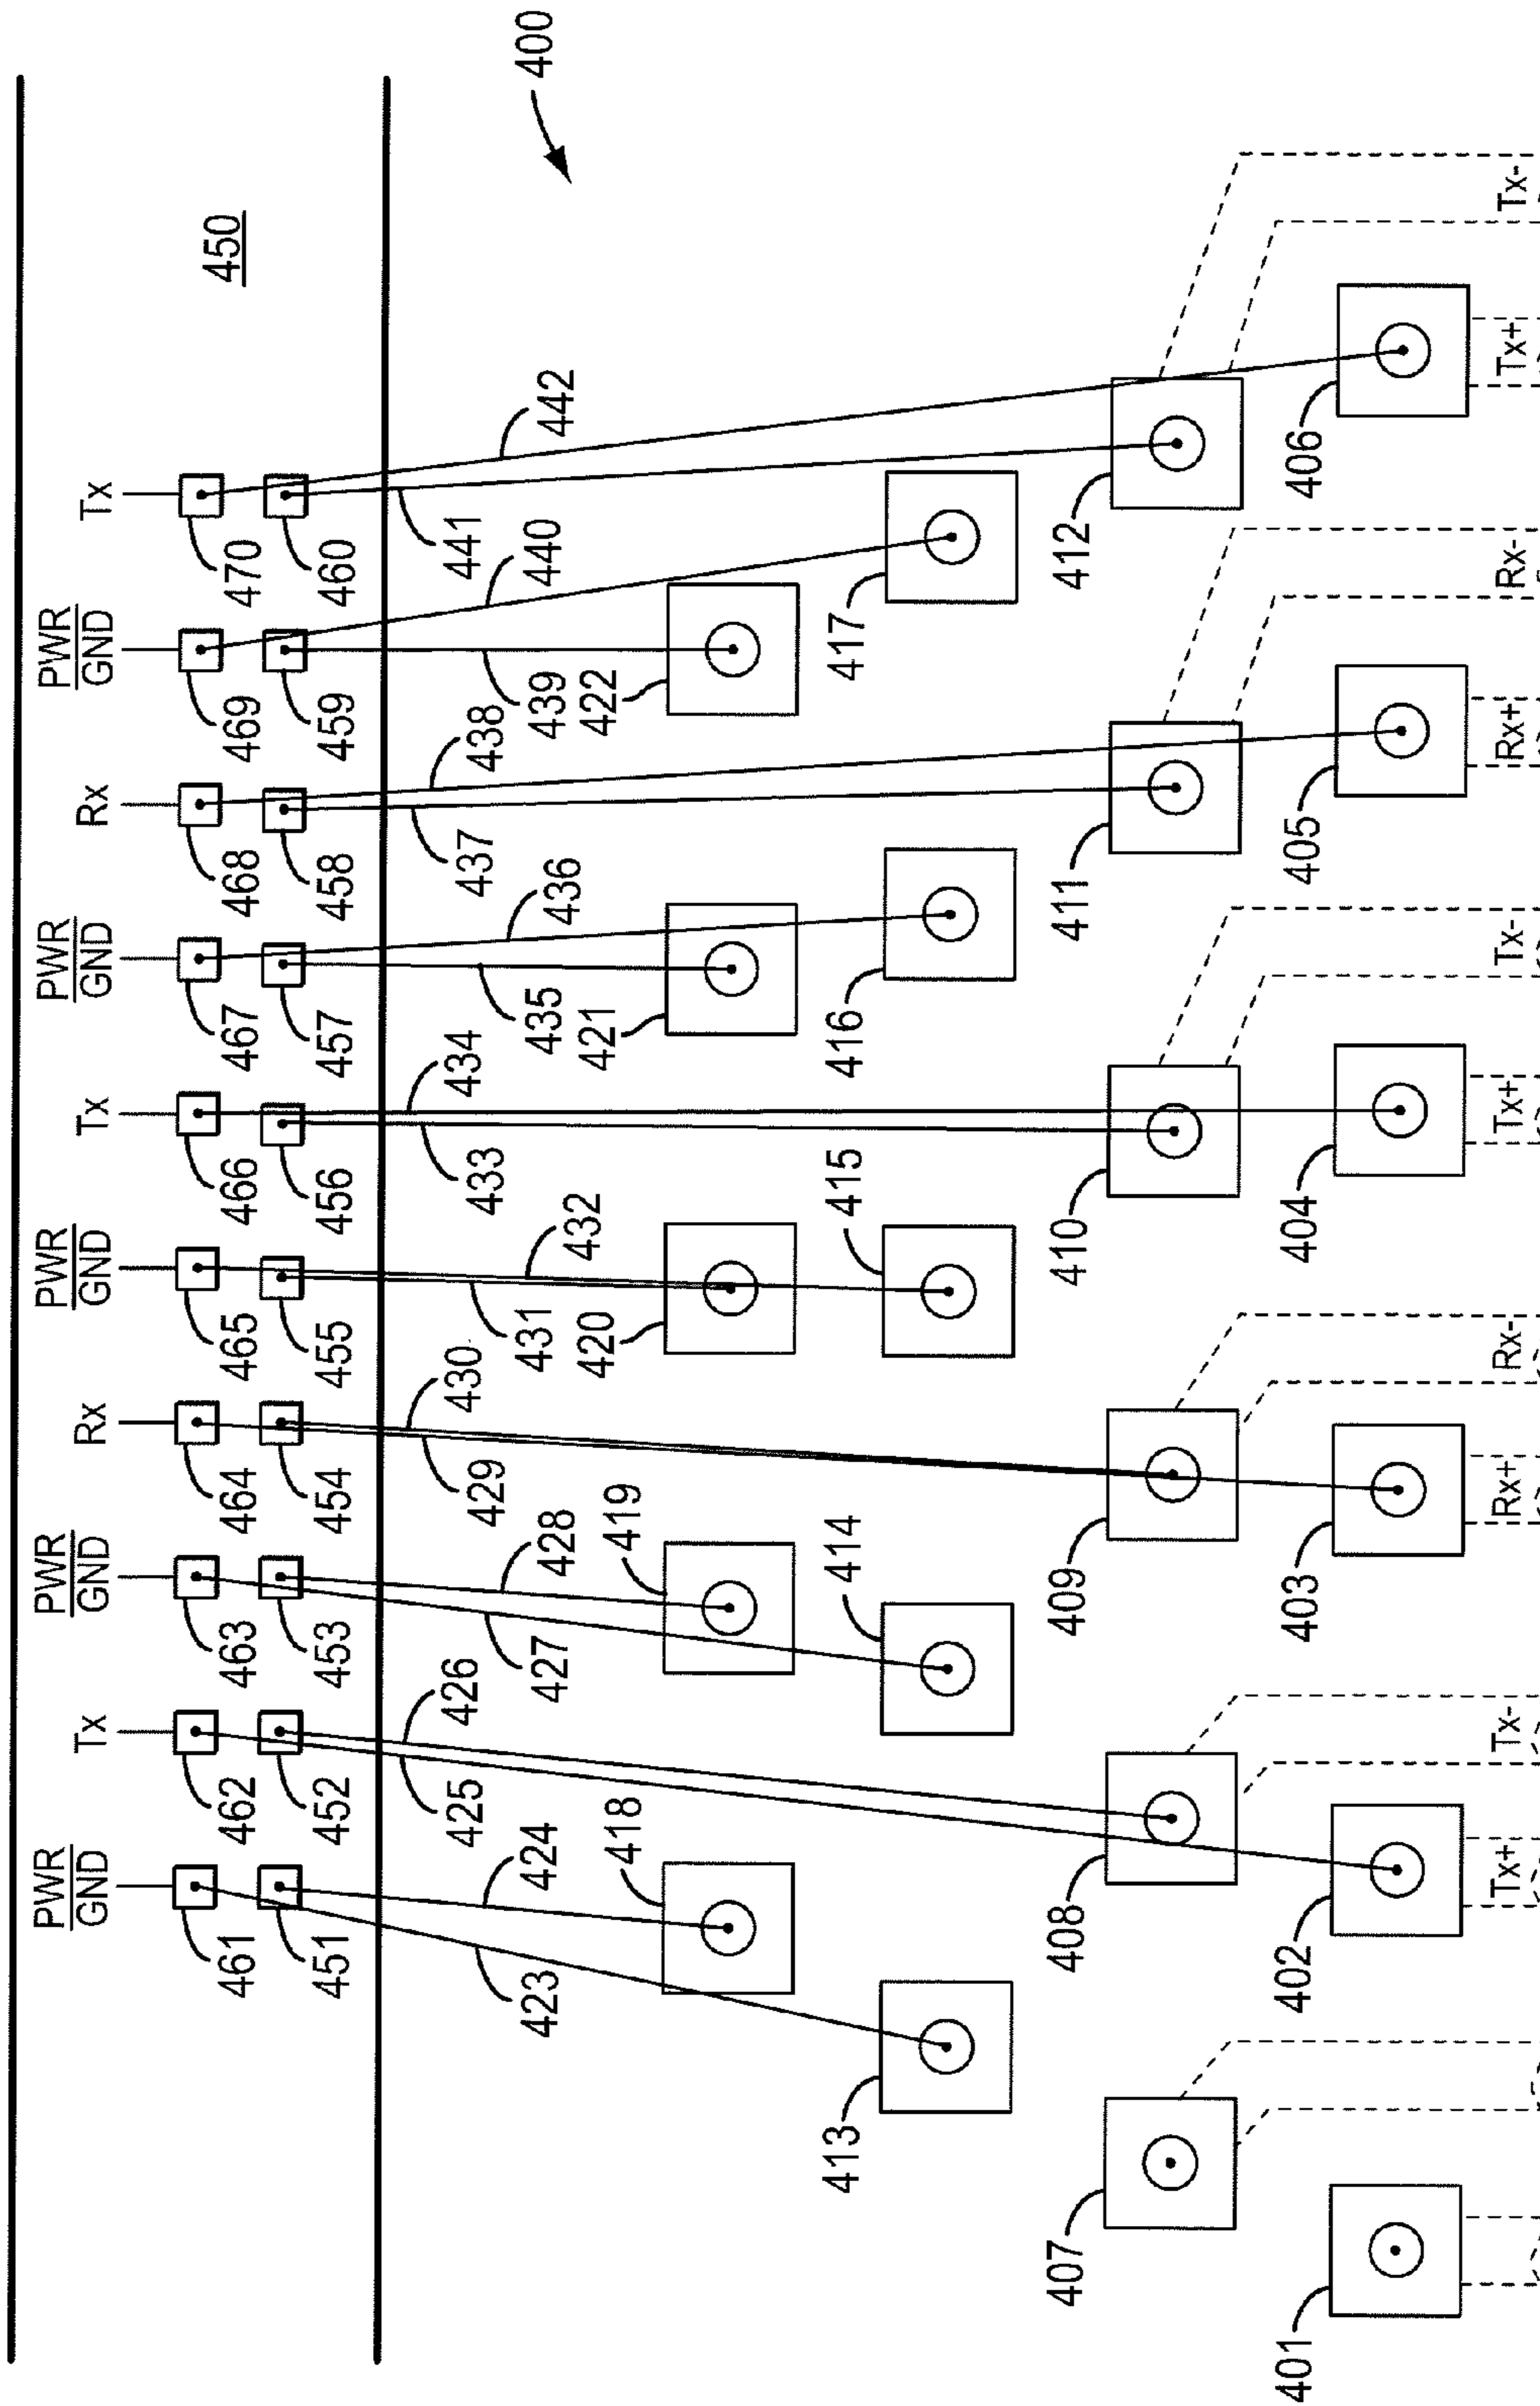 PWR
GND
Tx
PWR
GND
Rx
PWR
GND
Tx
PWR
GND
Rx
PWR
GND
Tx
461
462
463
464
465
466
467
468
469
470
450
451
452
453
454
455
456
457
458
459
460
400
423
424
425
426
427
428
429
430
431
432
433
434
435
436
437
438
439
440
441
442
418
419
420
421
422
413
414
415
416
417
407
408
409
410
411
412
401
402
403
404
405
406
Tx+
Tx-
Rx+
Rx-
Tx+
Tx-
Rx+
Rx-
Tx+
Tx-